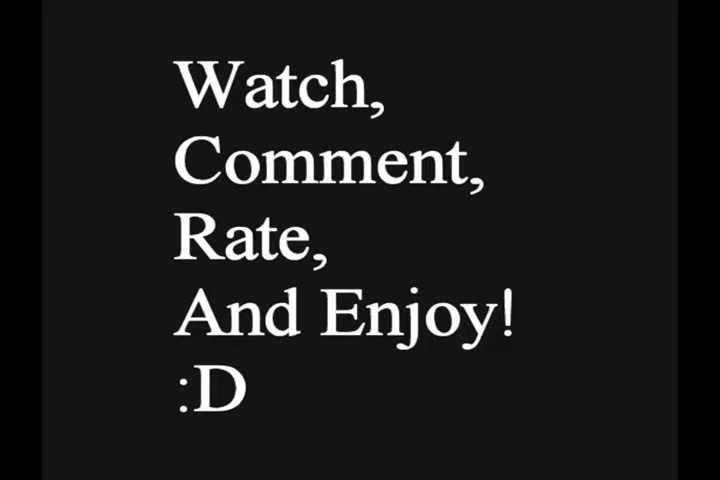 Watch,
Comment,
Rate,
And Enjoy!
:D